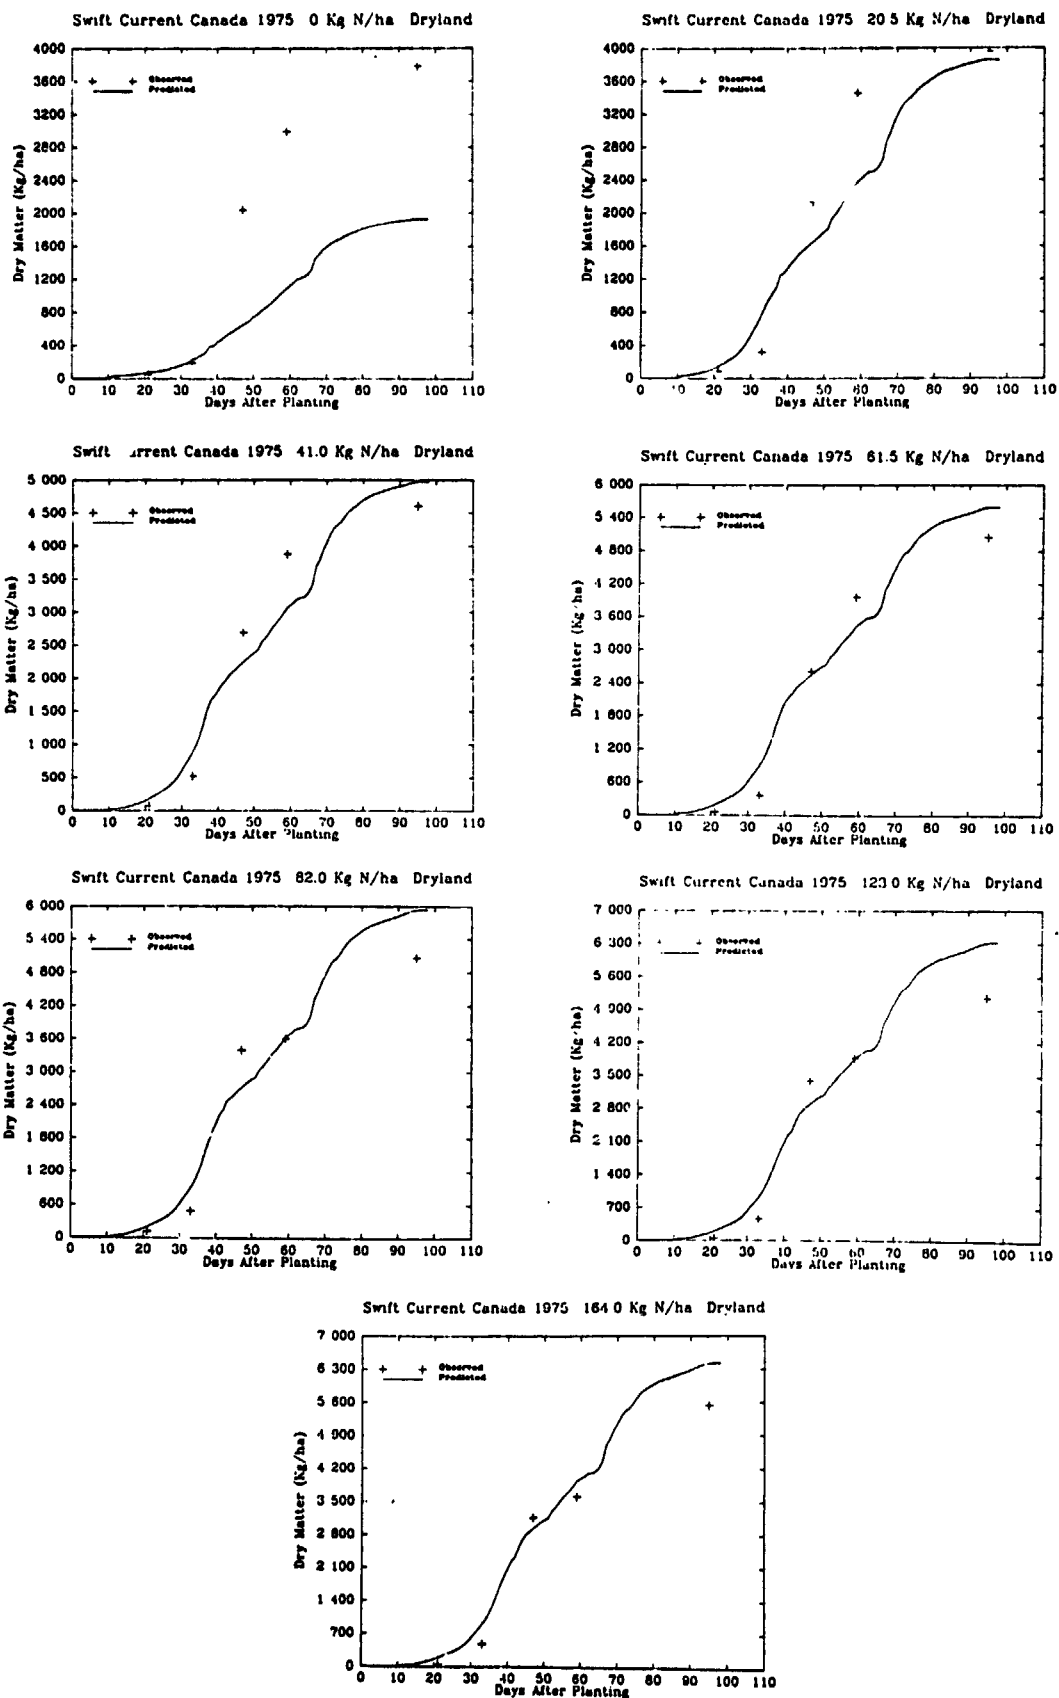 Swift Current Canada 1975 0 Kg N/ha Dryland
4000
3600
3200
2800
2400
2000
1600
1200
800
400
0
Dry Matter (Kg/ha)
Observed
Predicted
0 10 20 30 40 50 60 70 80 90 100 110
Days After Planting
Swift Current Canada 1975 20 5 Kg N/ha Dryland
4000
3600
3200
2800
2400
2000
1600
1200
800
400
0
Dry Matter (Kg/ha)
Observed
Predicted
0 20 30 40 50 60 70 80 90 100 110
Days After Planting
Swift Current Canada 1975 41.0 Kg N/ha Dryland
5 000
4 500
4 000
3 500
3 000
2 500
2 000
1 500
1 000
500
0
Dry Matter (Kg/ha)
Observed
Predicted
0 10 20 30 40 50 60 70 80 90 100 110
Days After Planting
Swift Current Canada 1975 61.5 Kg N/ha Dryland
6 000
5 400
4 800
4 200
3 600
3 000
2 400
1 800
1 200
600
0
Dry Matter (Kg/ha)
Observed
Predicted
0 10 20 30 40 50 60 70 80 90 100 110
Days After Planting
Swift Current Canada 1975 82.0 Kg N/ha Dryland
6 000
5 400
4 800
4 200
3 600
3 000
2 400
1 800
1 200
600
0
Dry Matter (Kg/ha)
Observed
Predicted
0 10 20 30 40 50 60 70 80 90 100 110
Days After Planting
Swift Current Canada 1975 123 0 Kg N/ha Dryland
7 000
6 300
5 600
4 900
4 200
3 500
2 800
2 100
1 400
700
0
Dry Matter (Kg/ha)
Observed
Predicted
0 10 20 30 40 50 60 70 80 90 100 110
Days After Planting
Swift Current Canada 1975 164 0 Kg N/ha Dryland
7 000
6 300
5 600
4 900
4 200
3 500
2 800
2 100
1 400
700
0
Dry Matter (Kg/ha)
Observed
Predicted
0 10 20 30 40 50 60 70 80 90 100 110
Days After Planting